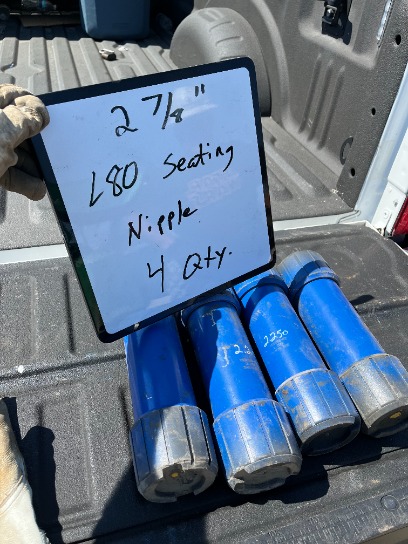 2 7/8"
L80 Seating
Nipple
4 Qty.
2250